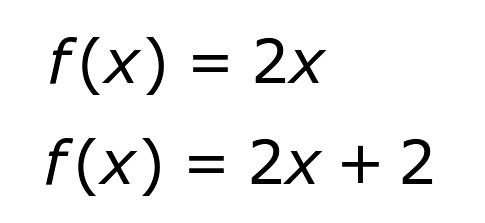 f(x) = 2x
f(x) = 2x + 2